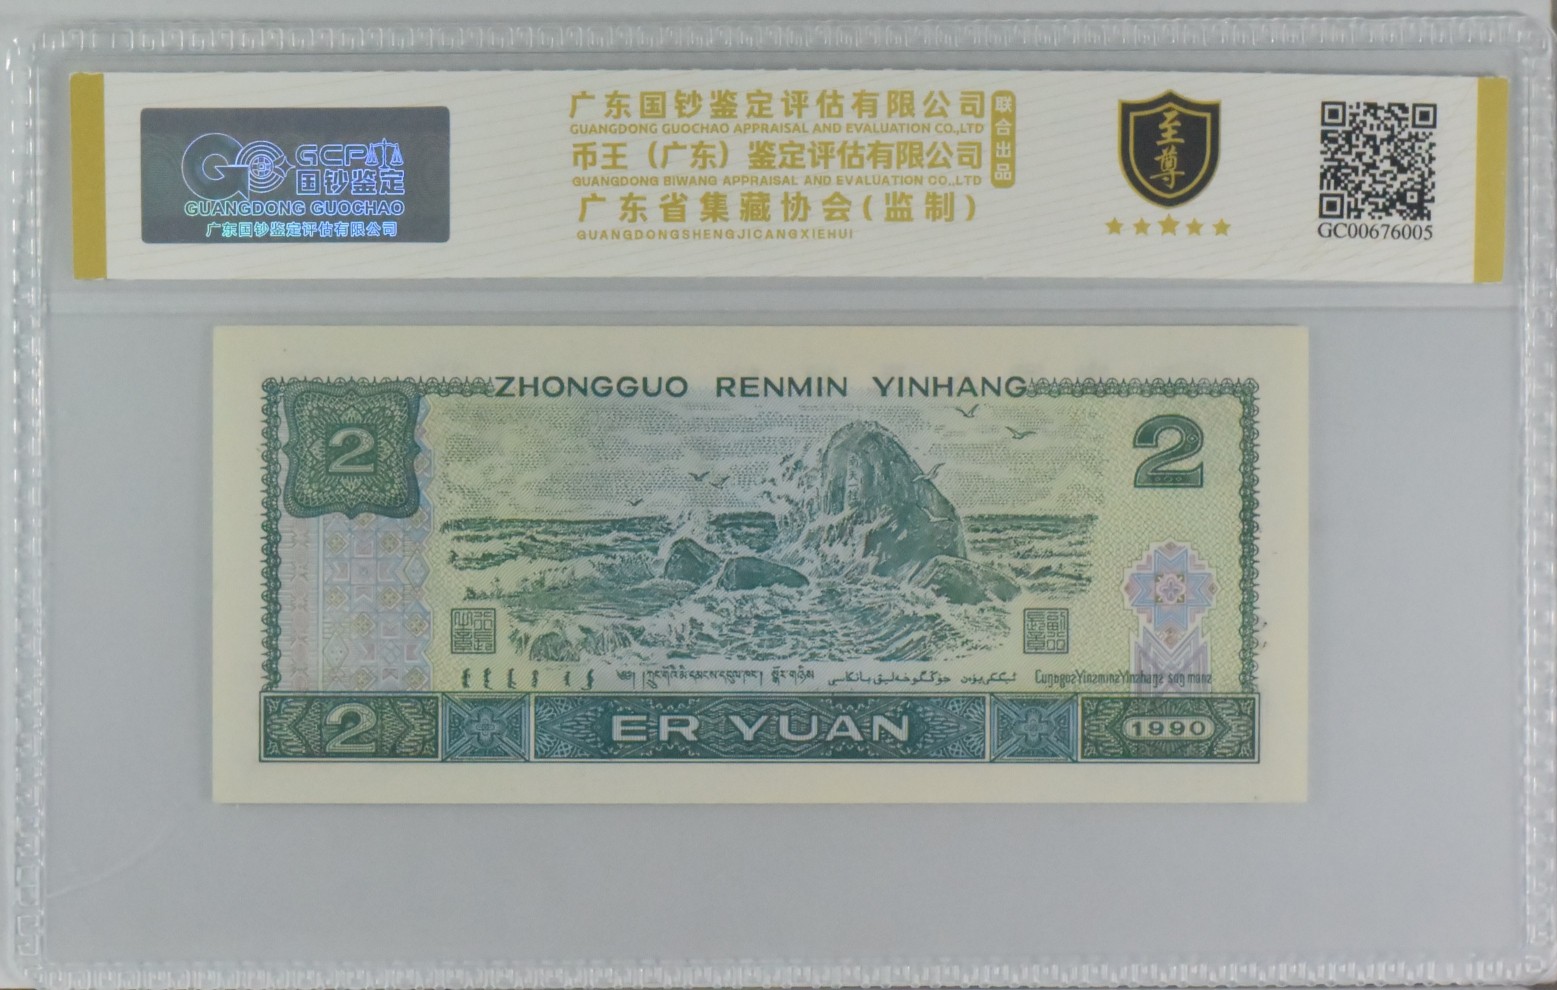 GCP
国钞鉴定
GUANGDONG GUOCHAO
广东国钞鉴定评估有限公司
广东国钞鉴定评估有限公司
GUANGDONG GUOCHAO APPRAISAL AND EVALUATION CO.,LTD
币王（广东）鉴定评估有限公司
GUANGDONG BIWANG APPRAISAL AND EVALUATION CO.,LTD
广东省集藏协会(监制)
GUANGDONGSHENGJICANGXIEHUI
联合出品
至尊
GC00676005
ZHONGGUO RENMIN YINHANG
2
2
2
ER YUAN
1990